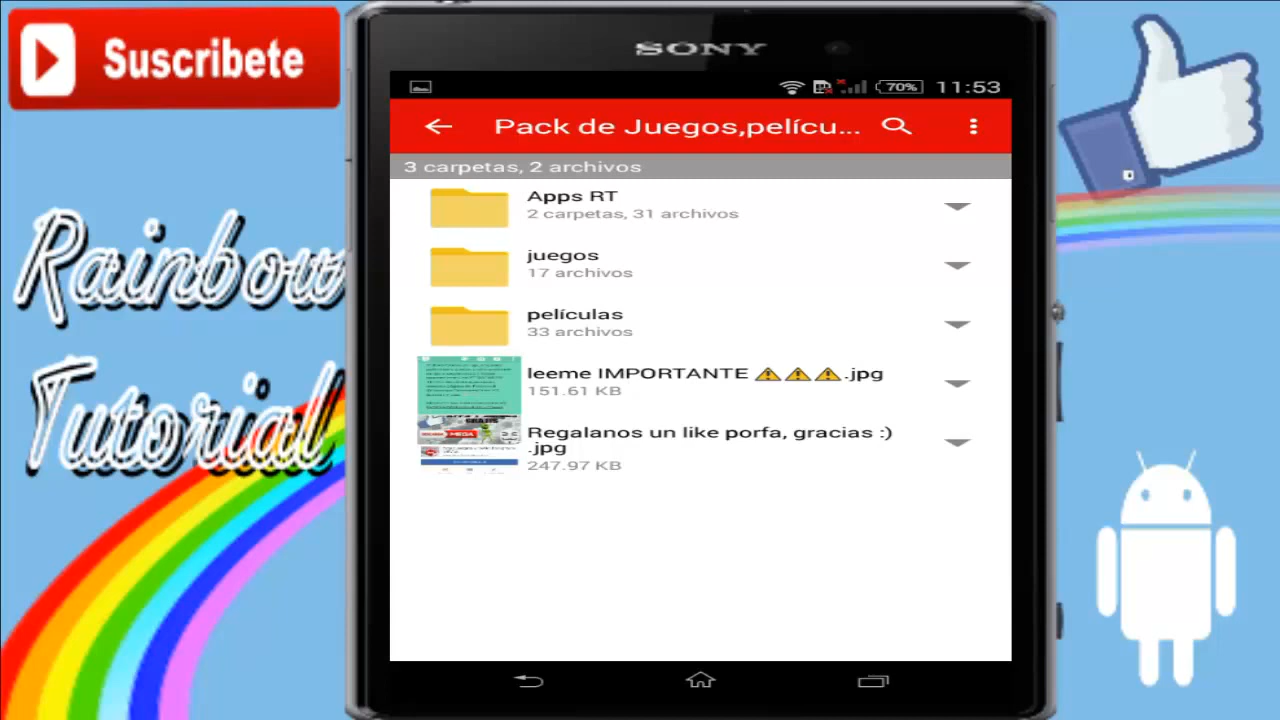 Suscribete
Rainbow
Tutorial
SONY
70% 11:53
Pack de Juegos,pelícu...
3 carpetas, 2 archivos
Apps RT
2 carpetas, 31 archivos
juegos
17 archivos
películas
33 archivos
leeme IMPORTANTE ⚠️⚠️⚠️.jpg
151.61 KB
Regalanos un like porfa, gracias :)
.jpg
247.97 KB